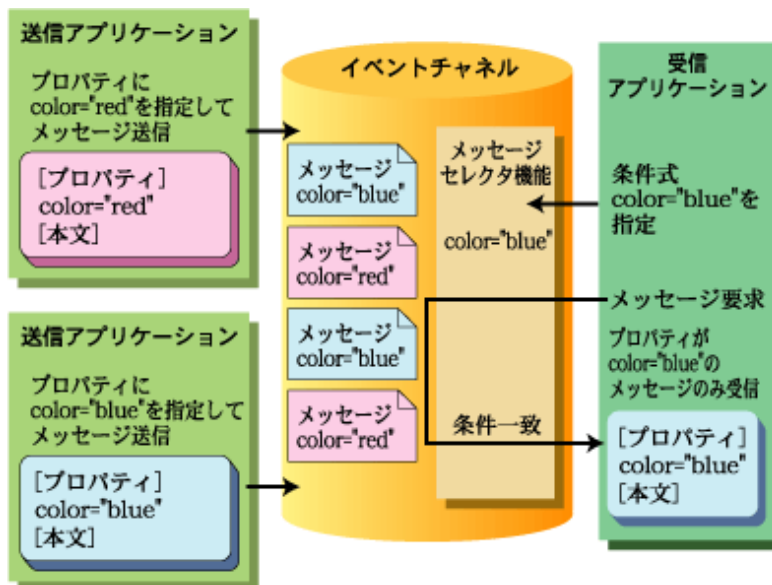 送信アプリケーション
プロパティに
color="red"を指定して
メッセージ送信
[プロパティ]
color="red"
[本文]
送信アプリケーション
プロパティに
color="blue"を指定して
メッセージ送信
[プロパティ]
color="blue"
[本文]
イベントチャネル
メッセージ
color="blue"
メッセージ
color="red"
メッセージ
color="blue"
メッセージ
color="red"
メッセージ
セレクタ機能
color="blue"
条件一致
受信
アプリケーション
条件式
color="blue"を
指定
メッセージ要求
プロパティが
color="blue"の
メッセージのみ受信
[プロパティ]
color="blue"
[本文]